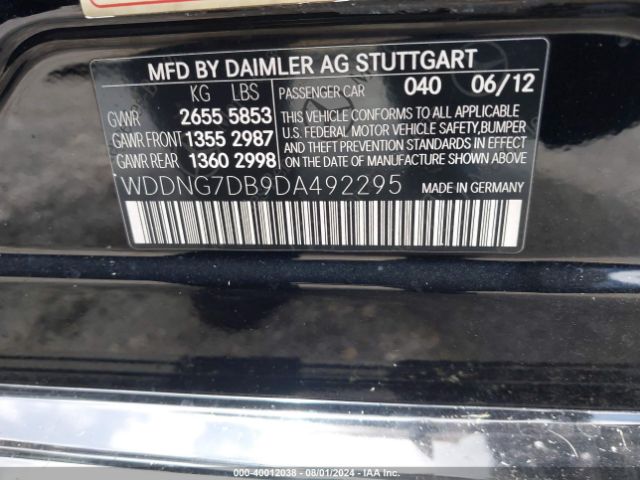 MFD BY DAIMLER AG STUTTGART
KG LBS PASSENGER CAR 040 06/12
GVWR 2655 5853
GAWR FRONT 1355 2987
GAWR REAR 1360 2998
THIS VEHICLE CONFORMS TO ALL APPLICABLE
U.S. FEDERAL MOTOR VEHICLE SAFETY,BUMPER
AND THEFT PREVENTION STANDARDS IN EFFECT
ON THE DATE OF MANUFACTURE SHOWN ABOVE
WDDNG7DB9DA492295 MADE IN GERMANY
000-40012038 - 08/01/2024 - IAA Inc.